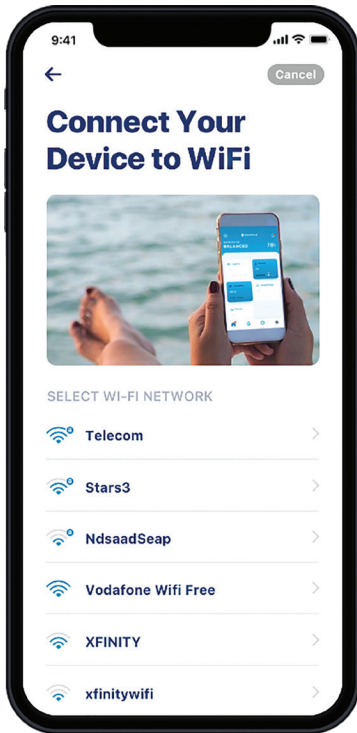 9:41
Cancel
Connect Your
Device to WiFi
BALANCED
SELECT WI-FI NETWORK
Telecom
Stars3
NdsaadSeap
Vodafone Wifi Free
XFINITY
xfinitywifi